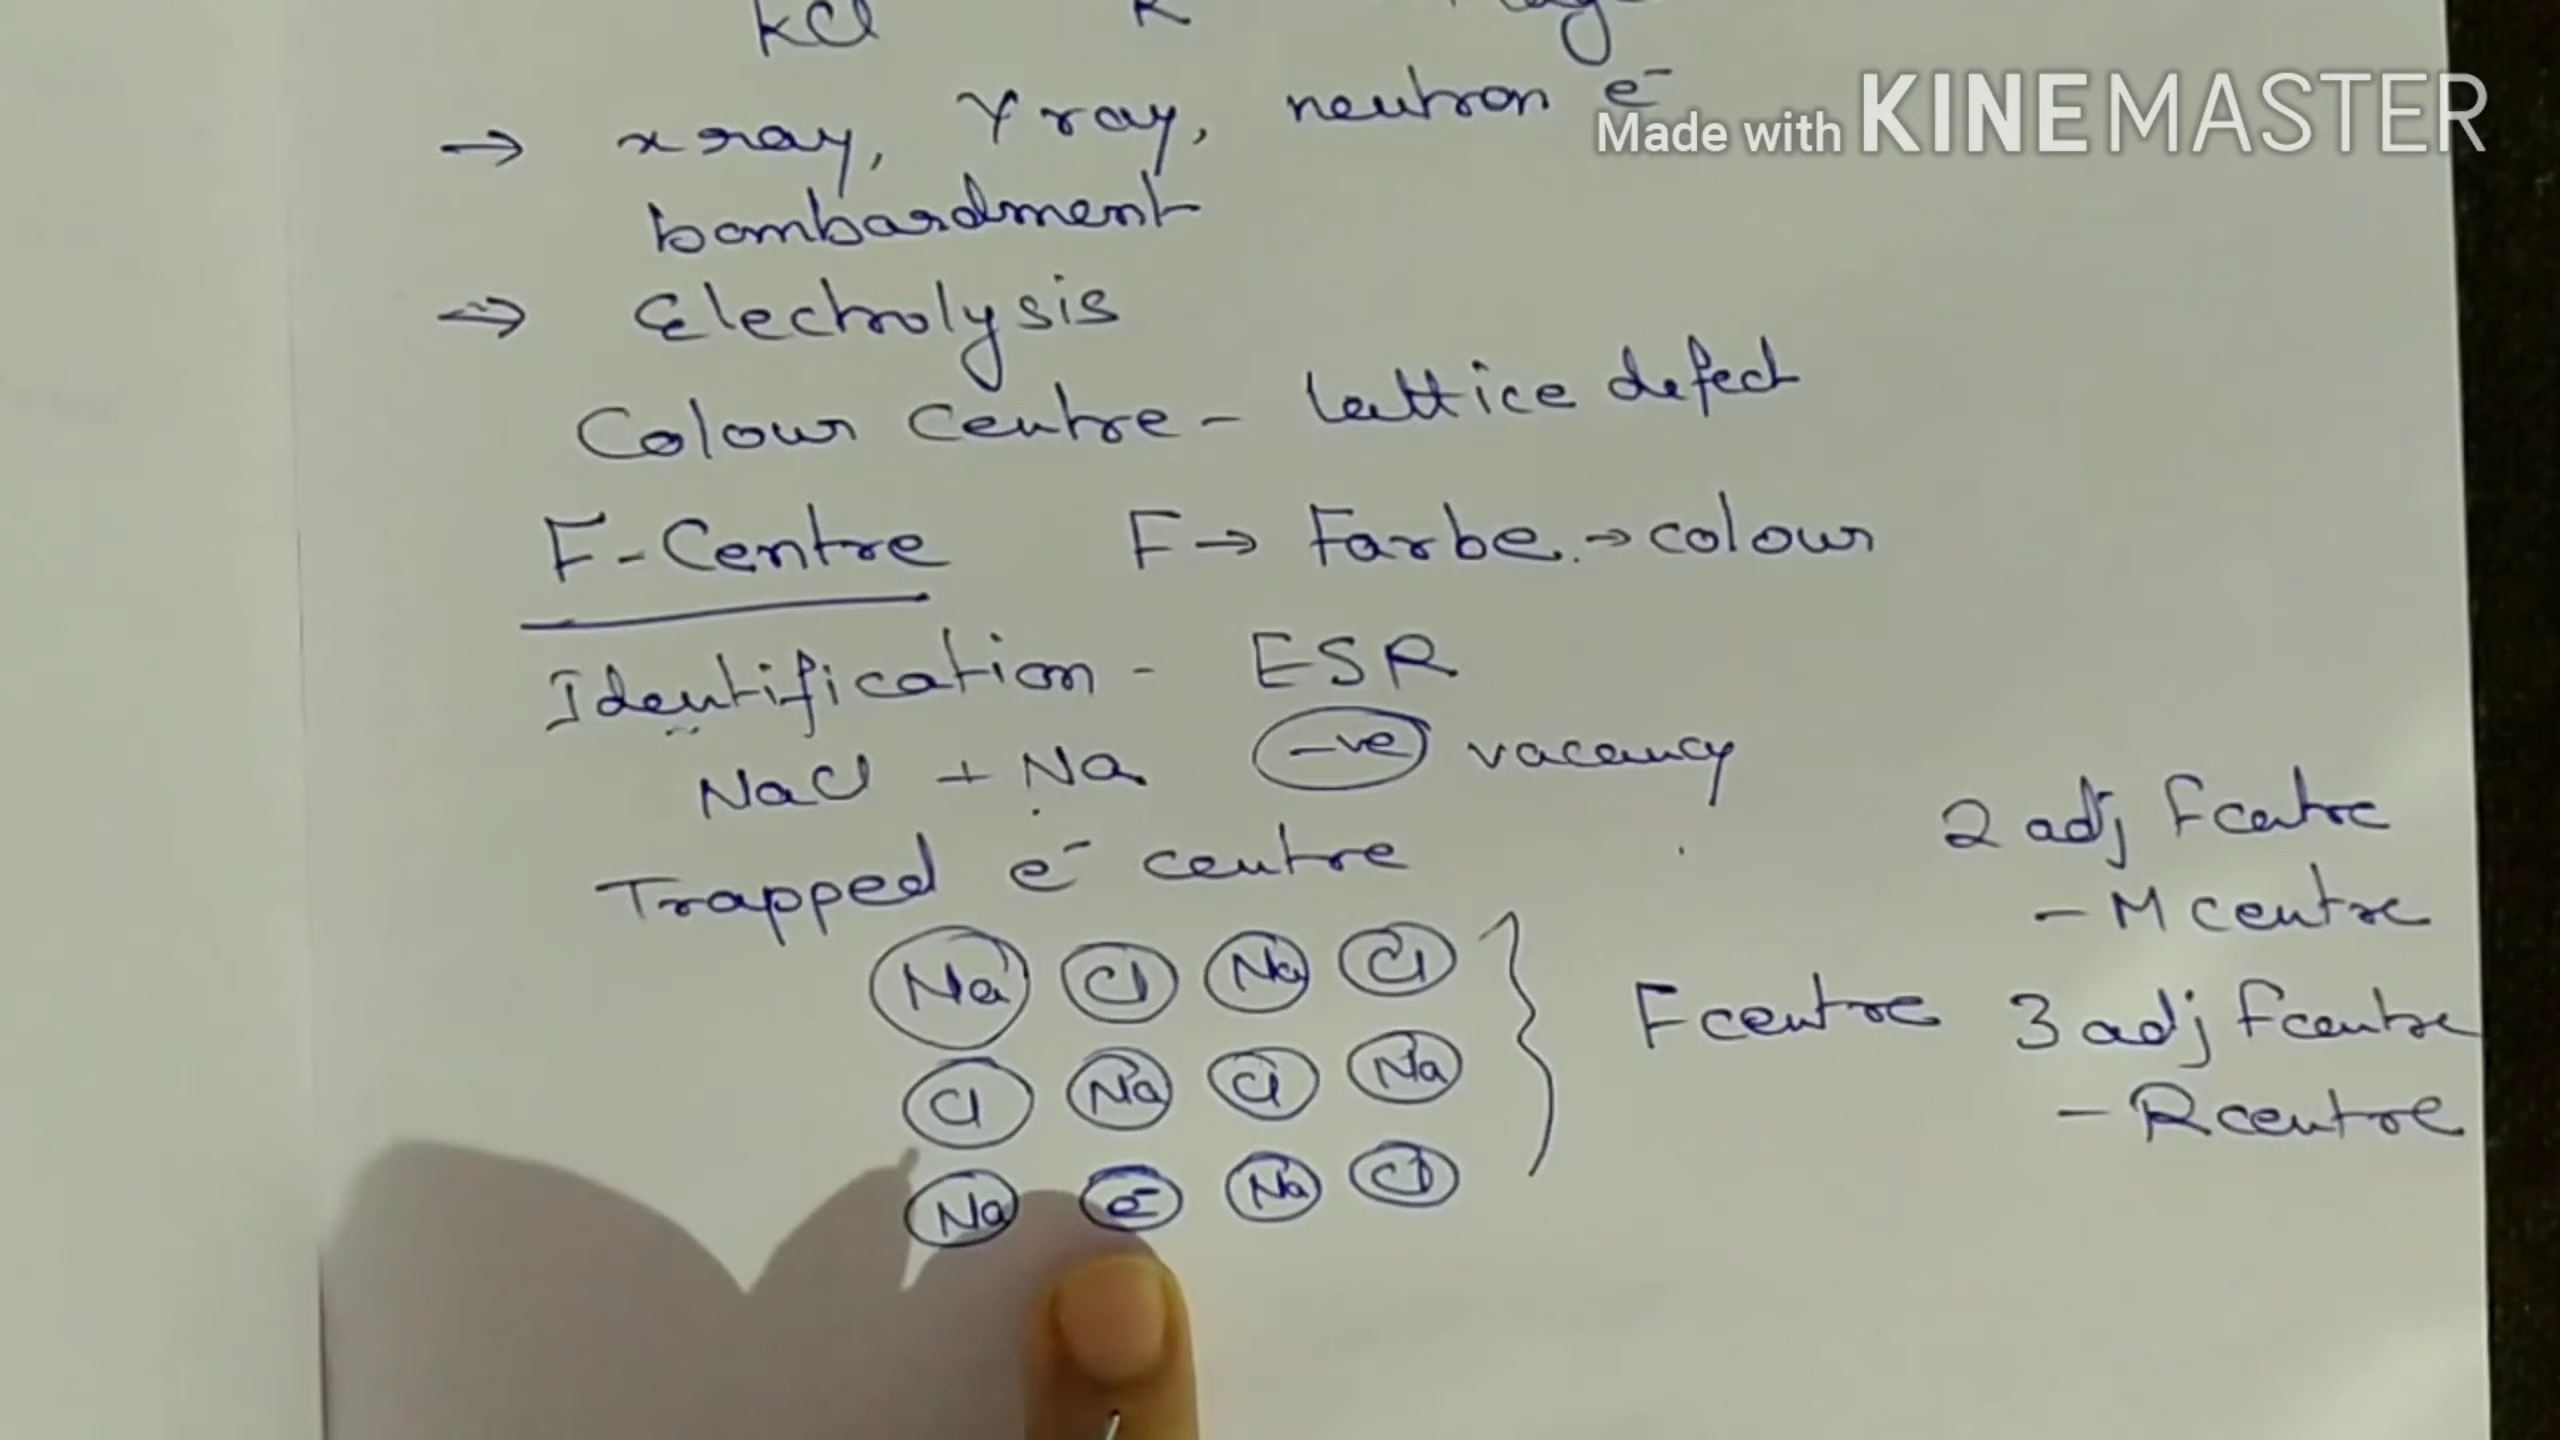 KCl K
→ x ray, γ ray, neutron e⁻
Made with KINEMASTER
bombardment
→ Electrolysis
Colour Centre - lattice defect
F-Centre F → Farbe. → colour
Identification - ESR
NaCl + Na -ve vacancy
Trapped e⁻ centre
2 adj F centre
- M centre
Na Cl Na Cl
F centre
3 adj F centre
Cl Na Cl Na
- R centre
Na e⁻ Na Cl